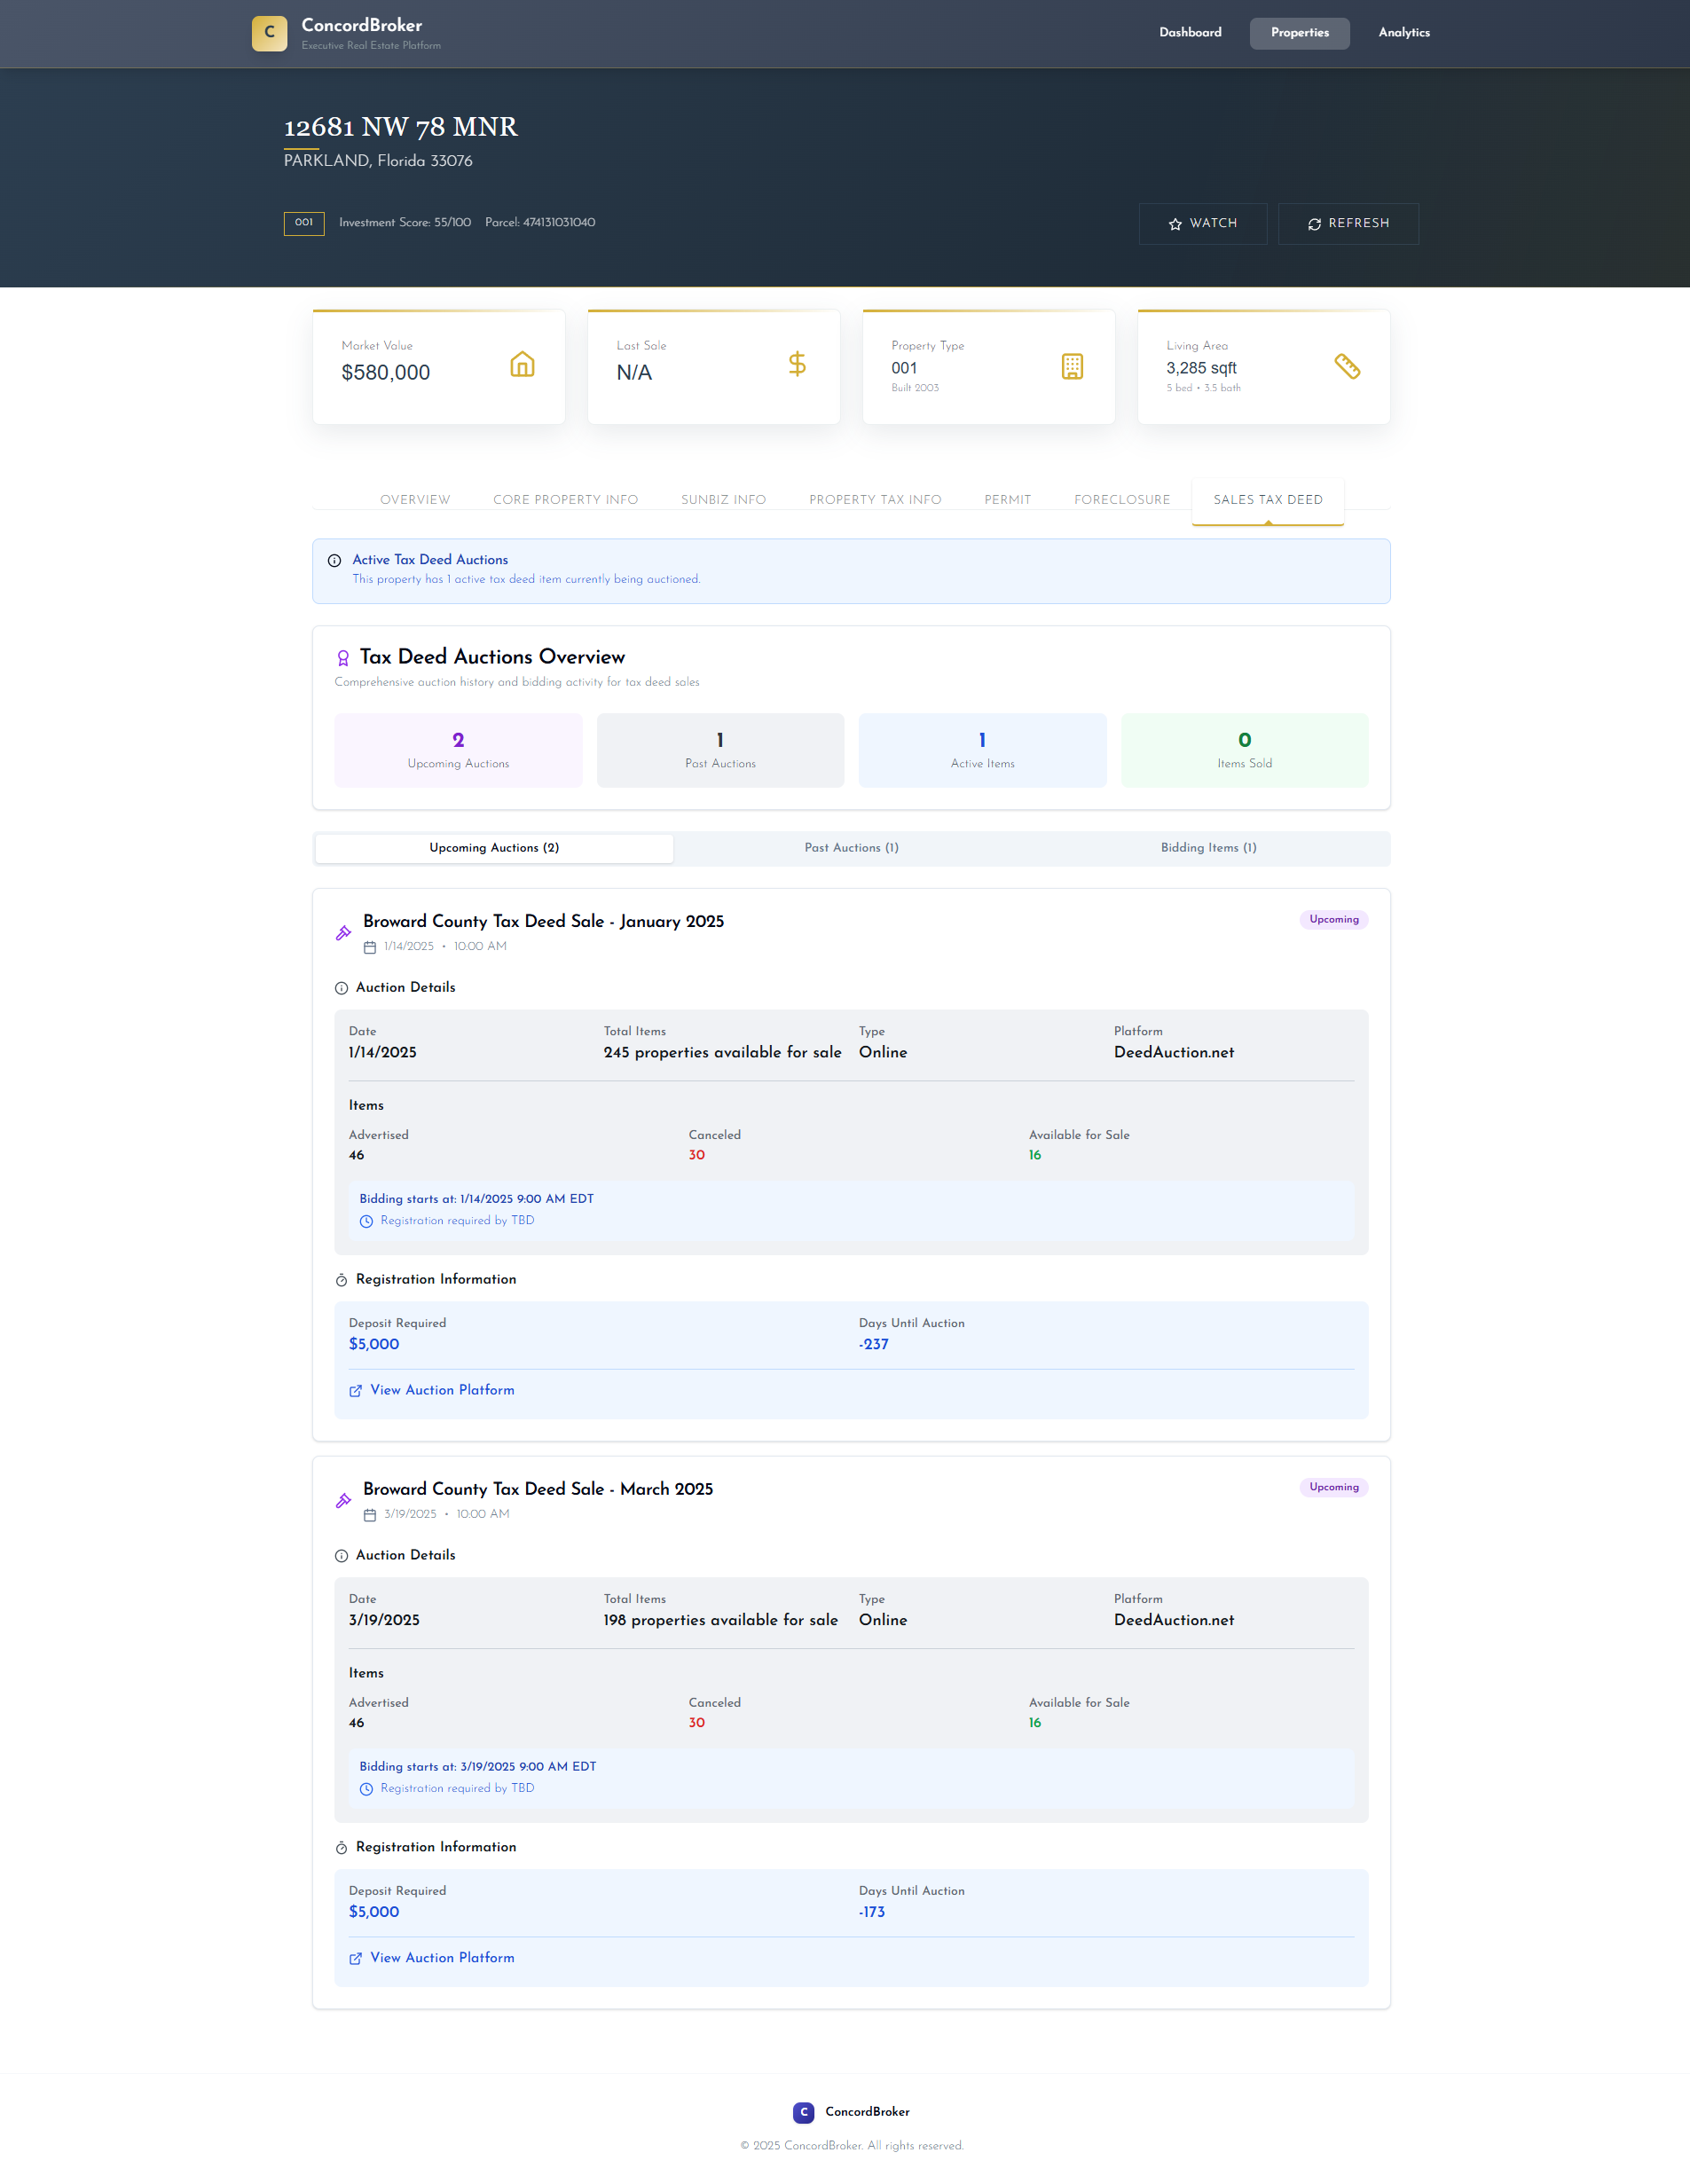 C
ConcordBroker
Executive Real Estate Platform
Dashboard
Properties
Analytics
12681 NW 78 MNR
PARKLAND, Florida 33076
001
Investment Score: 55/100
Parcel: 474131031040
WATCH
REFRESH
Market Value
$580,000
Last Sale
N/A
Property Type
001
Built 2003
Living Area
3,285 sqft
5 bed • 3.5 bath
OVERVIEW
CORE PROPERTY INFO
SUNBIZ INFO
PROPERTY TAX INFO
PERMIT
FORECLOSURE
SALES TAX DEED
Active Tax Deed Auctions
This property has 1 active tax deed item currently being auctioned.
Tax Deed Auctions Overview
Comprehensive auction history and bidding activity for tax deed sales
2
Upcoming Auctions
1
Past Auctions
1
Active Items
0
Items Sold
Upcoming Auctions (2)
Past Auctions (1)
Bidding Items (1)
Broward County Tax Deed Sale - January 2025
Upcoming
1/14/2025 • 10:00 AM
Auction Details
Date
1/14/2025
Total Items
245 properties available for sale
Type
Online
Platform
DeedAuction.net
Items
Advertised
46
Canceled
30
Available for Sale
16
Bidding starts at: 1/14/2025 9:00 AM EDT
Registration required by TBD
Registration Information
Deposit Required
$5,000
Days Until Auction
-237
View Auction Platform
Broward County Tax Deed Sale - March 2025
Upcoming
3/19/2025 • 10:00 AM
Auction Details
Date
3/19/2025
Total Items
198 properties available for sale
Type
Online
Platform
DeedAuction.net
Items
Advertised
46
Canceled
30
Available for Sale
16
Bidding starts at: 3/19/2025 9:00 AM EDT
Registration required by TBD
Registration Information
Deposit Required
$5,000
Days Until Auction
-173
View Auction Platform
C
ConcordBroker
© 2025 ConcordBroker. All rights reserved.